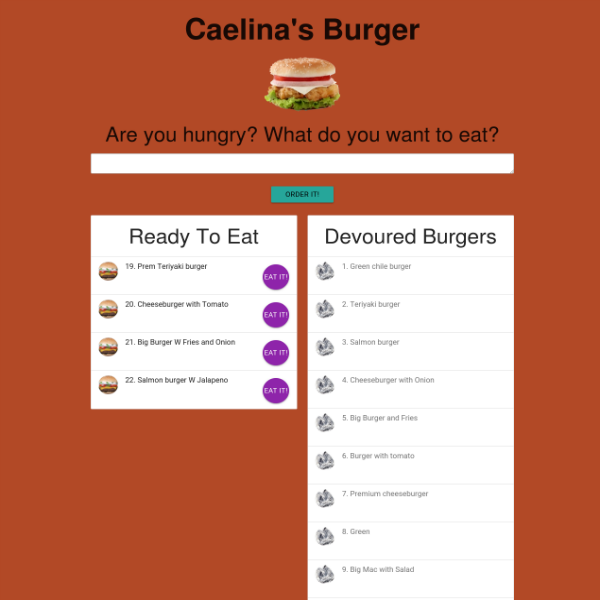 Caelina's Burger
Are you hungry? What do you want to eat?
ORDER IT!
Ready To Eat
19. Prem Teriyaki burger
EAT IT!
20. Cheeseburger with Tomato
EAT IT!
21. Big Burger W Fries and Onion
EAT IT!
22. Salmon burger W Jalapeno
EAT IT!
Devoured Burgers
1. Green chile burger
2. Teriyaki burger
3. Salmon burger
4. Cheeseburger with Onion
5. Big Burger and Fries
6. Burger with tomato
7. Premium cheeseburger
8. Green
9. Big Mac with Salad